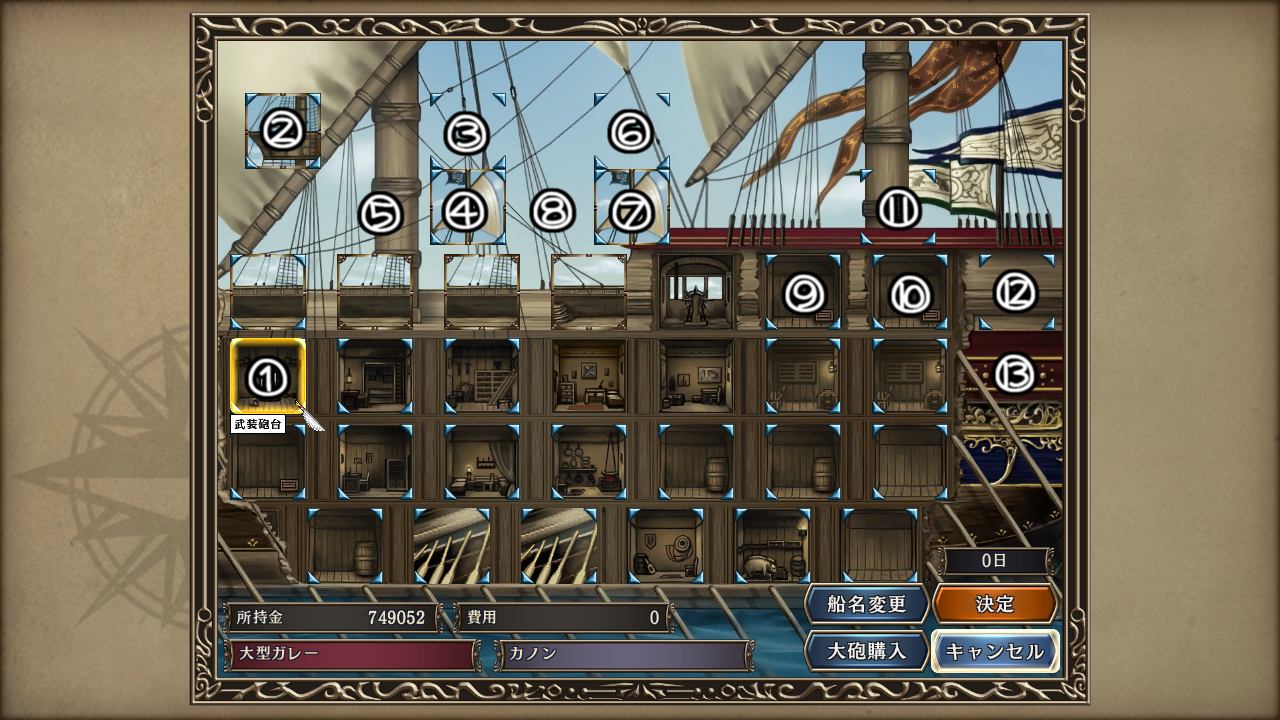 ②
③
⑥
⑤
④
⑧
⑦
⑪
⑨
⑩
⑫
①
⑬
武装砲台
0日
船名変更
決定
所持金 749052
費用 0
大型ガレー
カノン
大砲購入
キャンセル